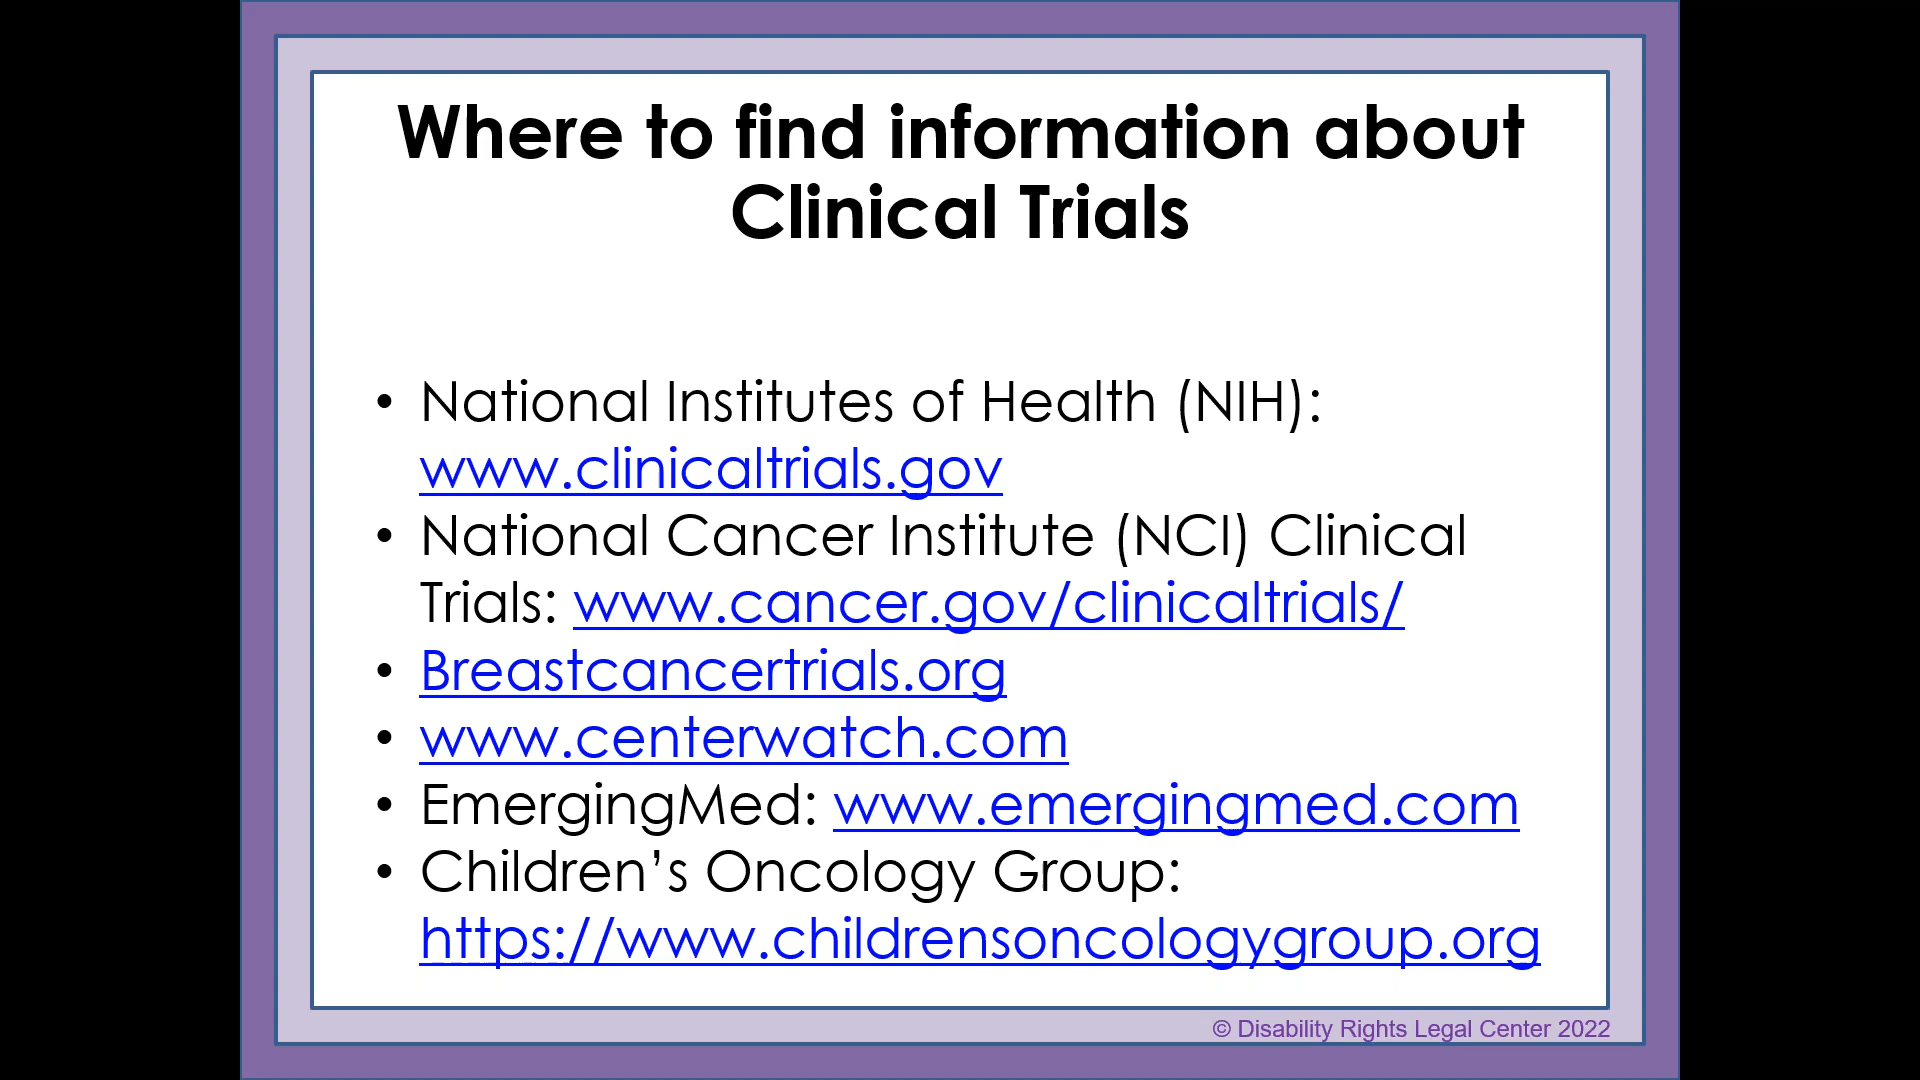 Where to find information about
Clinical Trials
• National Institutes of Health (NIH):
www.clinicaltrials.gov
• National Cancer Institute (NCI) Clinical
Trials: www.cancer.gov/clinicaltrials/
• Breastcancertrials.org
• www.centerwatch.com
• EmergingMed: www.emergingmed.com
• Children’s Oncology Group:
https://www.childrensoncologygroup.org
© Disability Rights Legal Center 2022